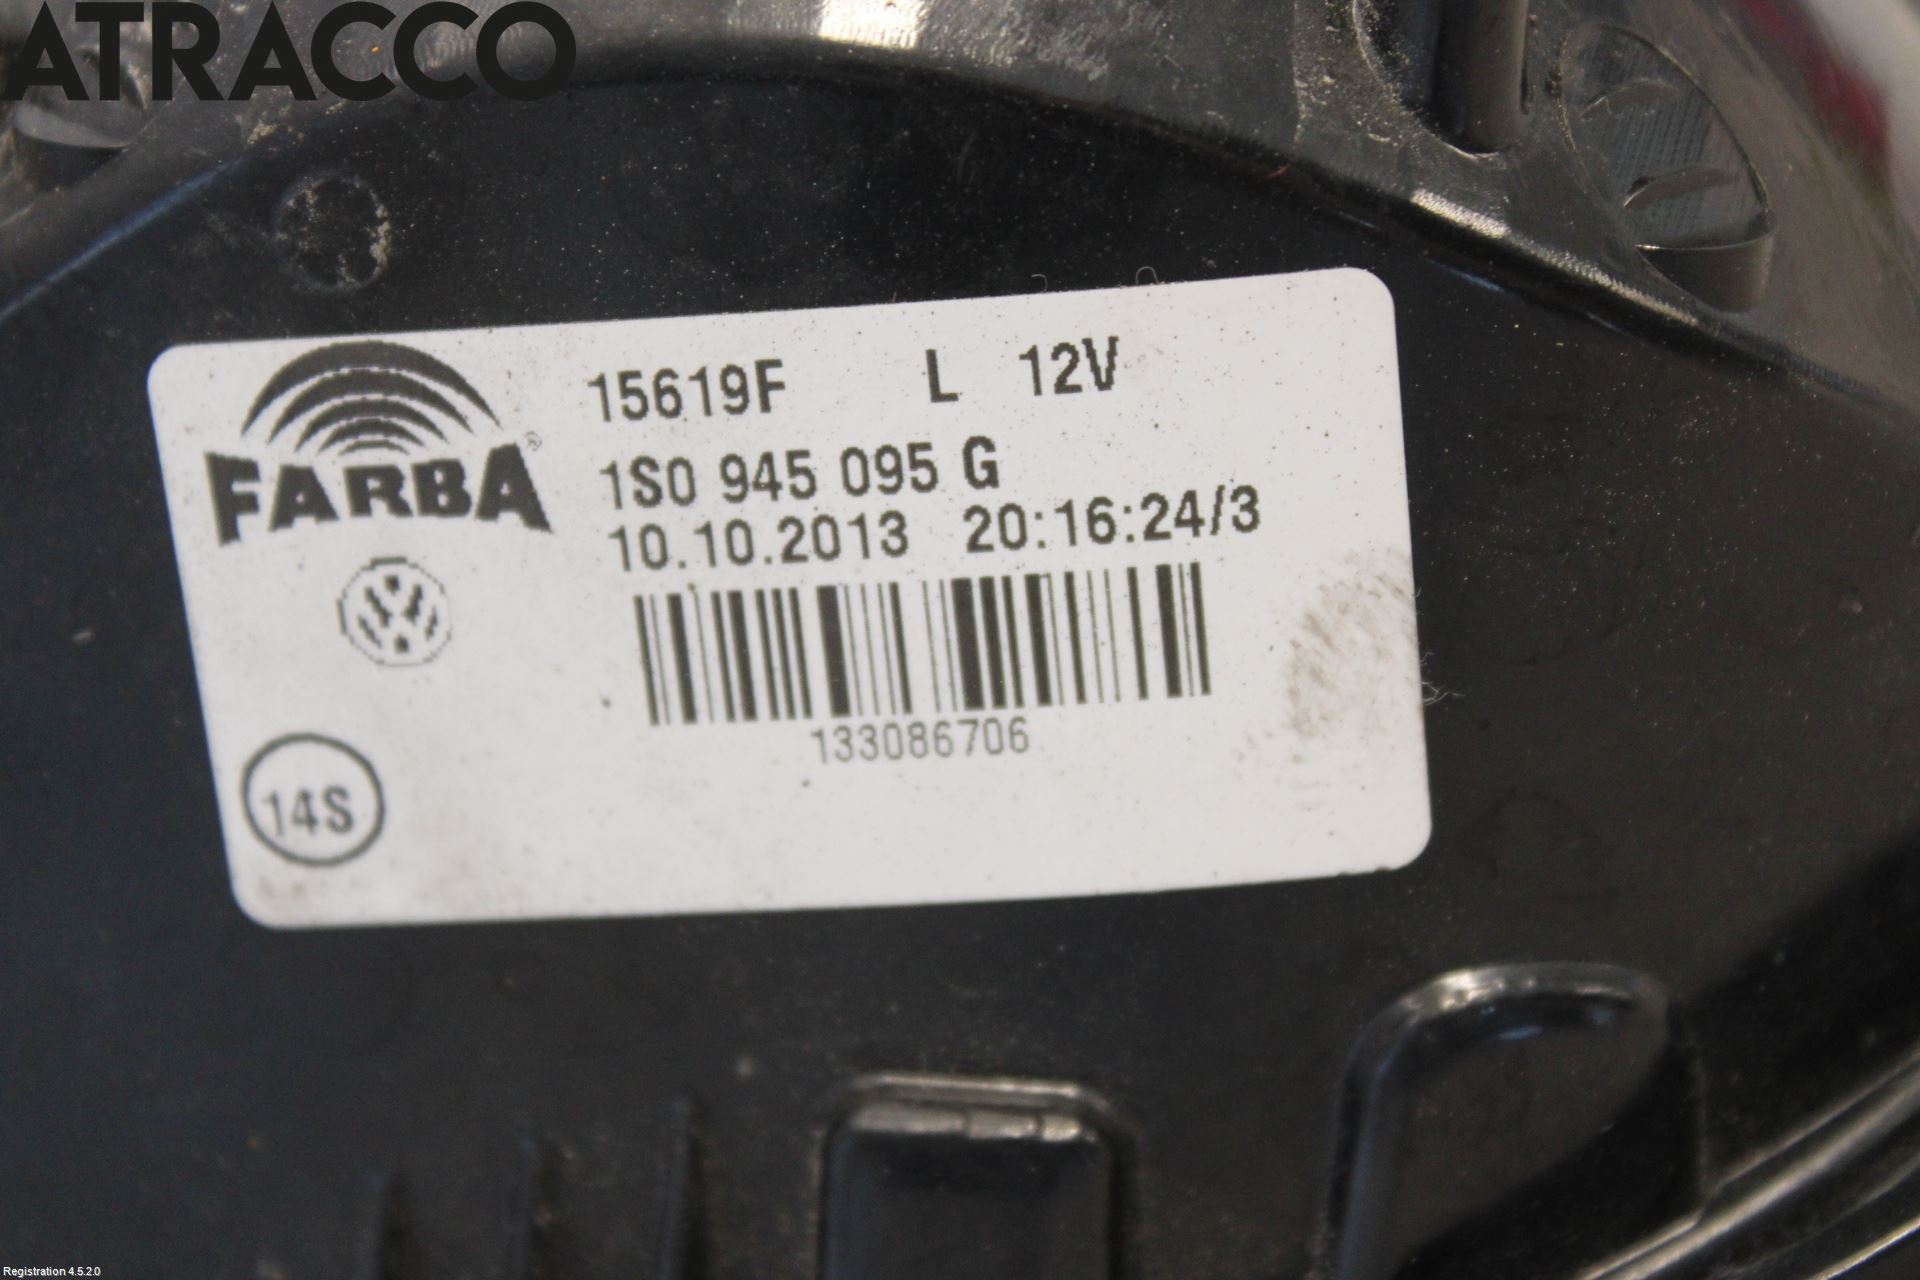 ATRACCO
FARBA®
15619F L 12V
1S0 945 095 G
10.10.2013 20:16:24/3
133086706
14S
Registration 4.5.2.0